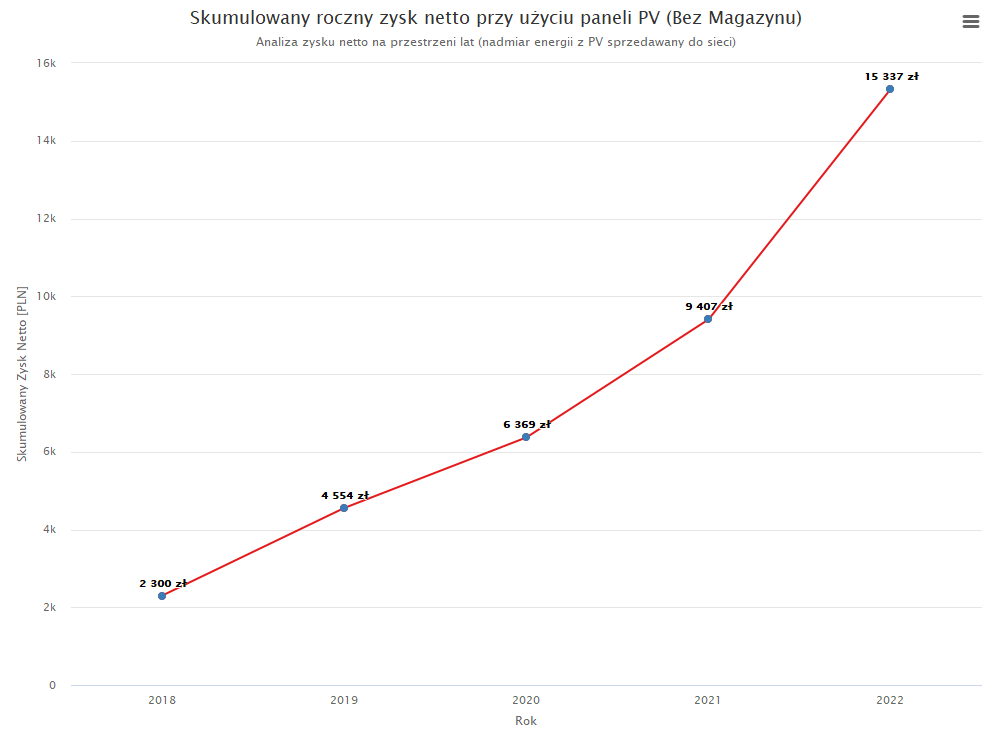 Skumulowany roczny zysk netto przy użyciu paneli PV (Bez Magazynu)
Analiza zysku netto na przestrzeni lat (nadmiar energii z PV sprzedawany do sieci)
Skumulowany Zysk Netto [PLN]
16k
14k
12k
10k
8k
6k
4k
2k
0
2 300 zł
4 554 zł
6 369 zł
9 407 zł
15 337 zł
2018
2019
2020
2021
2022
Rok